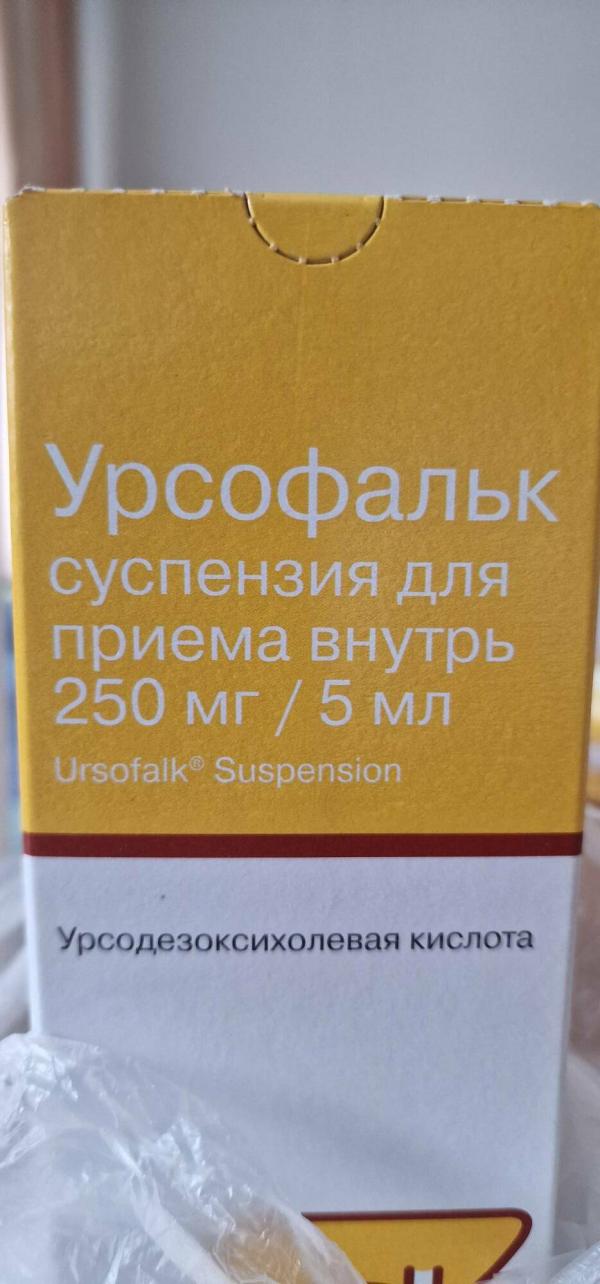 Урсофальк
суспензия для
приема внутрь
250 мг / 5 мл
Ursofalk® Suspension
Урсодезоксихолевая кислота